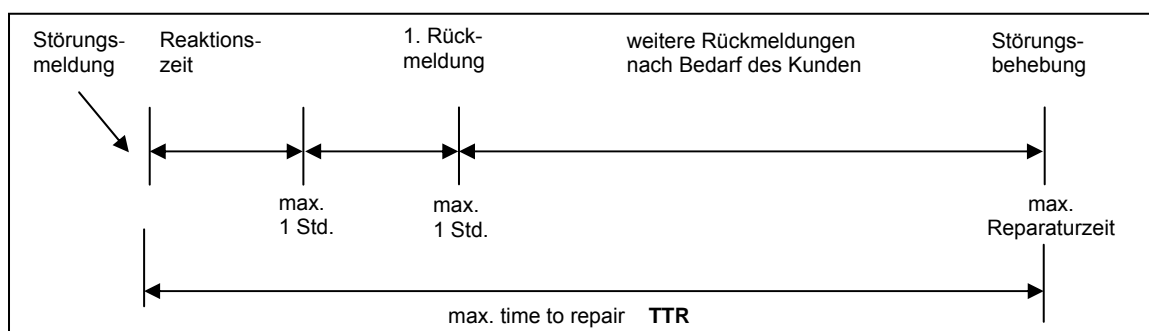 Störungs-
meldung
Reaktions-
zeit
1. Rück-
meldung
weitere Rückmeldungen
nach Bedarf des Kunden
Störungs-
behebung
max.
1 Std.
max.
1 Std.
max.
Reparaturzeit
max. time to repair TTR